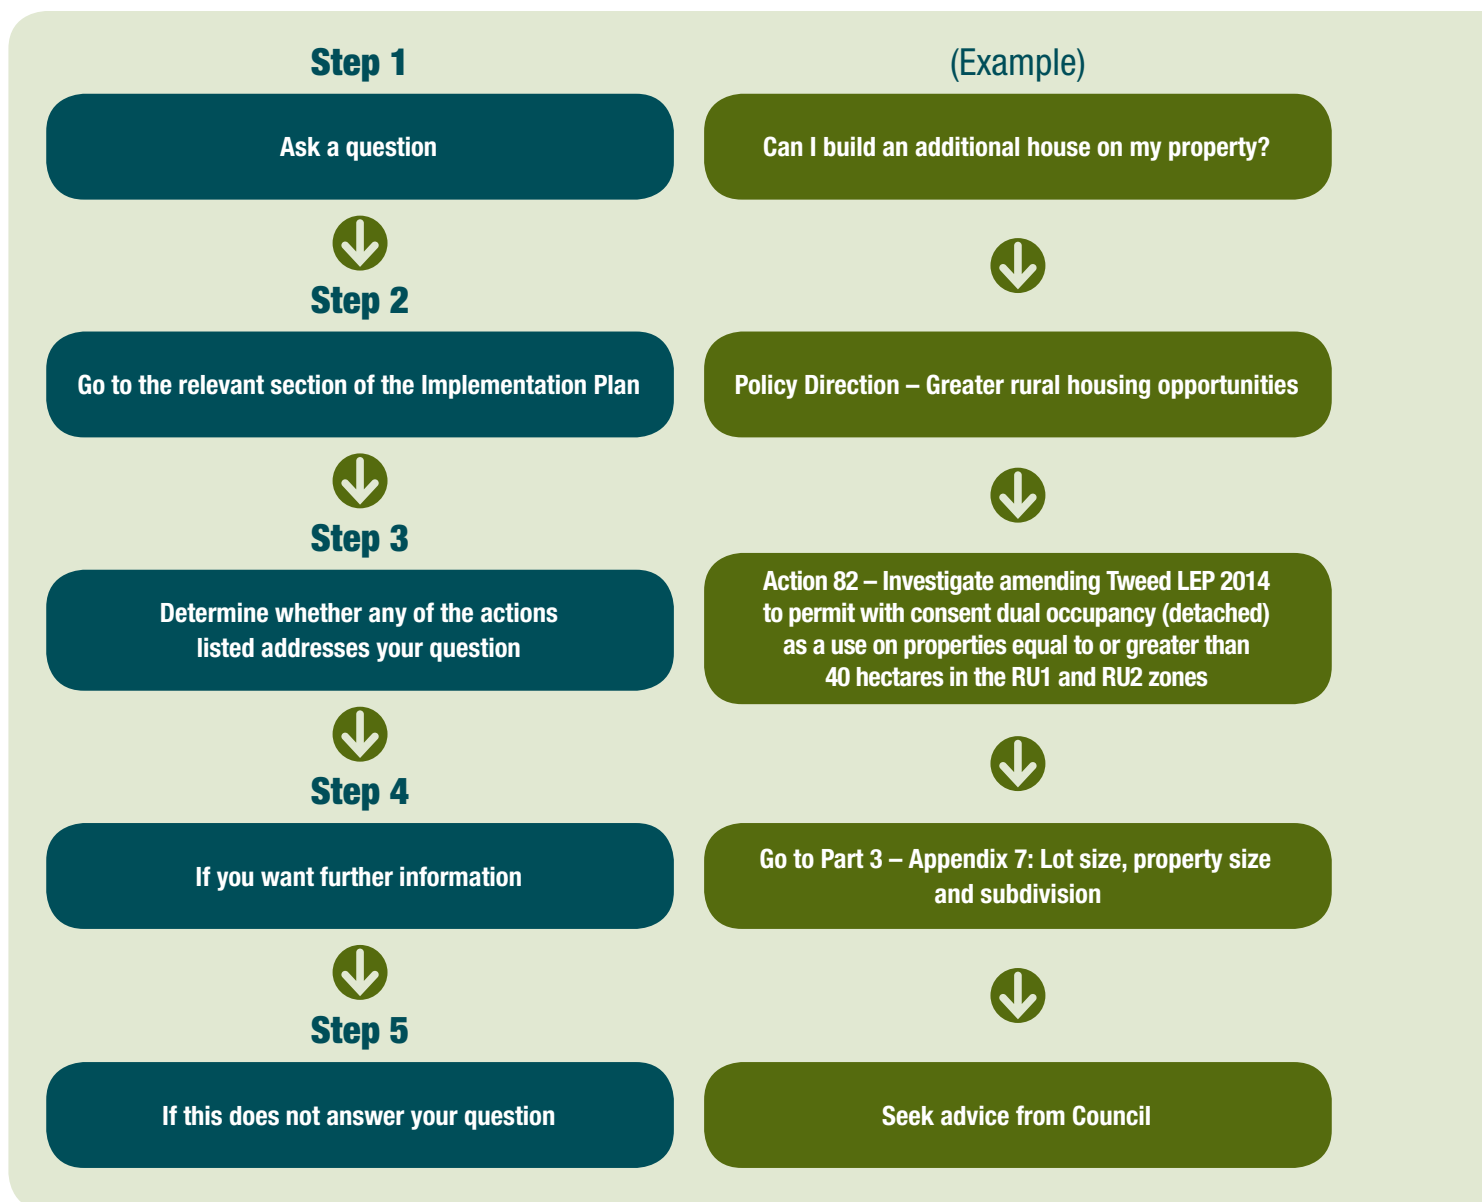 Step 1
(Example)
Ask a question
Can I build an additional house on my property?
Step 2
Go to the relevant section of the Implementation Plan
Policy Direction – Greater rural housing opportunities
Step 3
Determine whether any of the actions
listed addresses your question
Action 82 – Investigate amending Tweed LEP 2014
to permit with consent dual occupancy (detached)
as a use on properties equal to or greater than
40 hectares in the RU1 and RU2 zones
Step 4
If you want further information
Go to Part 3 – Appendix 7: Lot size, property size
and subdivision
Step 5
If this does not answer your question
Seek advice from Council